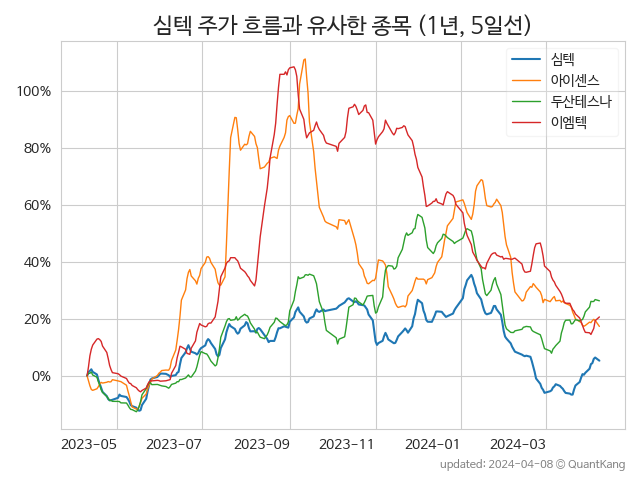 심텍 주가 흐름과 유사한 종목 (1년, 5일선)
심텍
아이센스
두산테스나
이엠텍
100%
80%
60%
40%
20%
0%
2023-05 2023-07 2023-09 2023-11 2024-01 2024-03
updated: 2024-04-08 © QuantKang